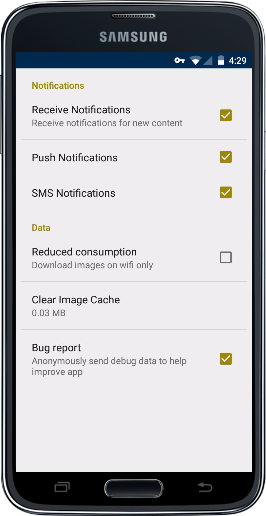 SAMSUNG
4:29
Notifications
Receive Notifications
Receive notifications for new content
Push Notifications
SMS Notifications
Data
Reduced consumption
Download images on wifi only
Clear Image Cache
0.03 MB
Bug report
Anonymously send debug data to help
improve app